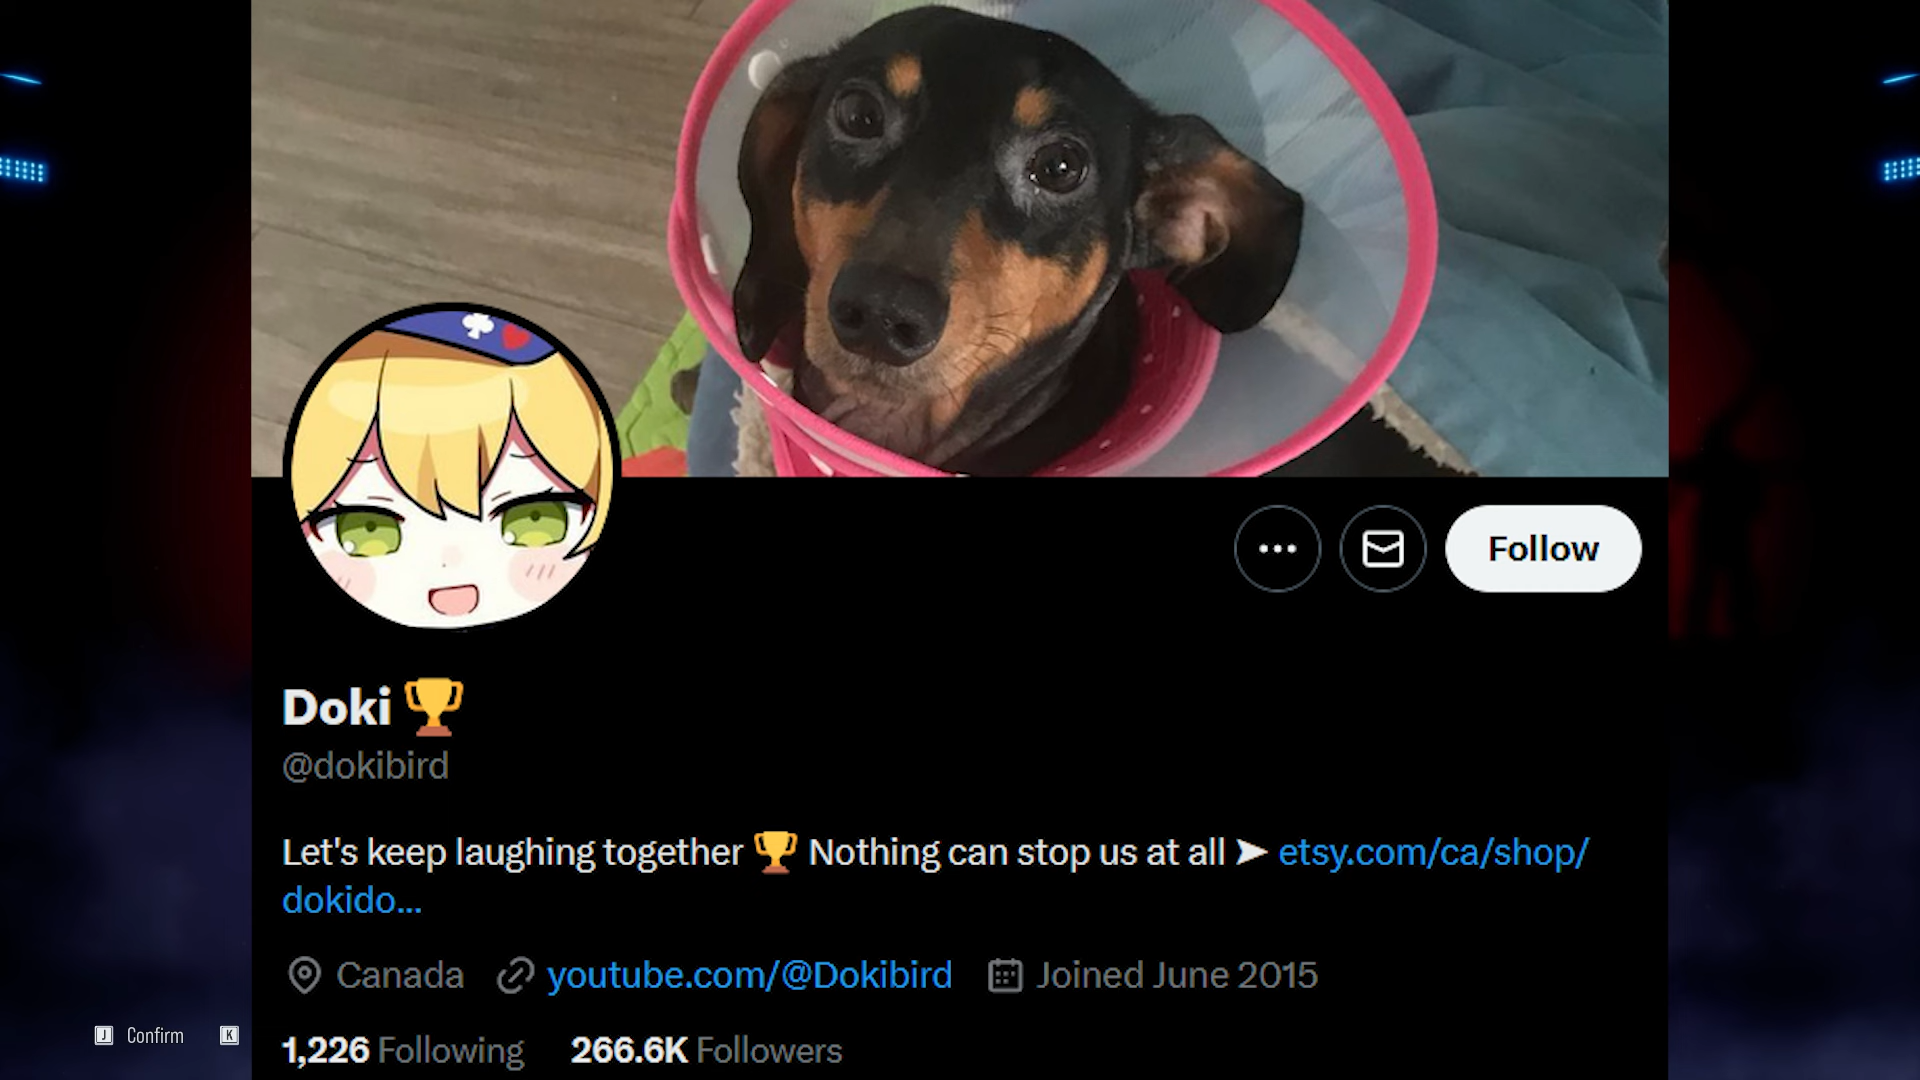 Follow
Doki 🏆
@dokibird
Let's keep laughing together 🏆 Nothing can stop us at all ➤ etsy.com/ca/shop/
dokido...
Canada youtube.com/@Dokibird Joined June 2015
J Confirm K
1,226 Following 266.6K Followers